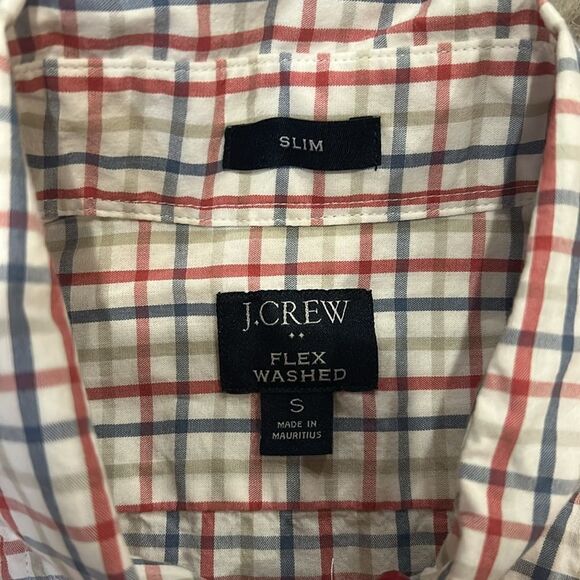 SLIM
J.CREW
FLEX
WASHED
S
MADE IN
MAURITIUS